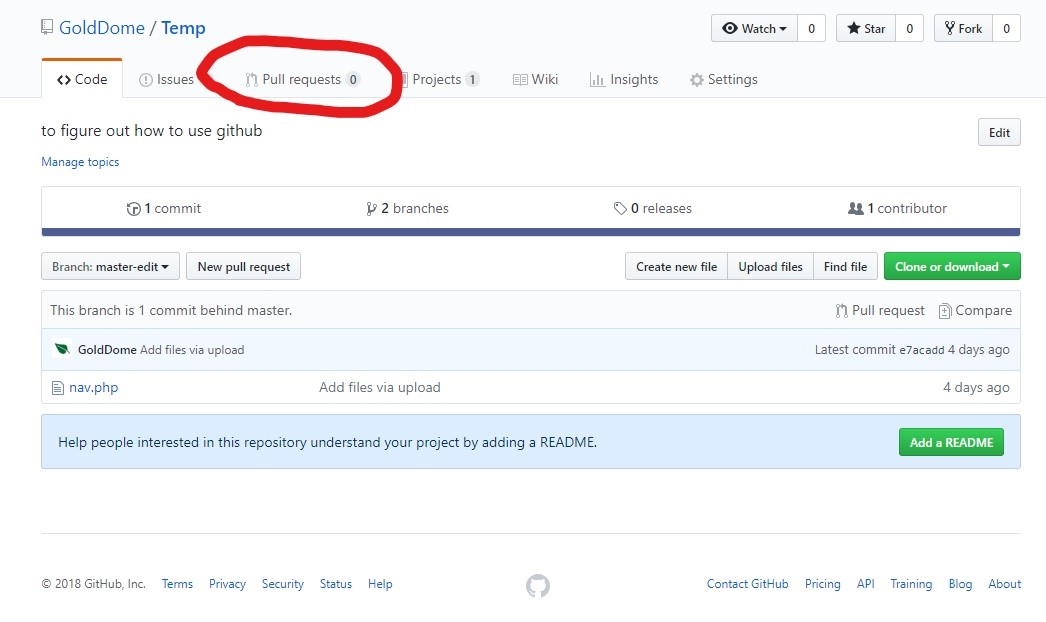 GoldDome / Temp Watch 0 Star 0 Fork 0
Code Issues Pull requests 0 Projects 1 Wiki Insights Settings
to figure out how to use github Edit
Manage topics
1 commit 2 branches 0 releases 1 contributor
Branch: master-edit New pull request Create new file Upload files Find file Clone or download
This branch is 1 commit behind master. Pull request Compare
GoldDome Add files via upload Latest commit e7acadd 4 days ago
nav.php Add files via upload 4 days ago
Help people interested in this repository understand your project by adding a README. Add a README
© 2018 GitHub, Inc. Terms Privacy Security Status Help Contact GitHub Pricing API Training Blog About